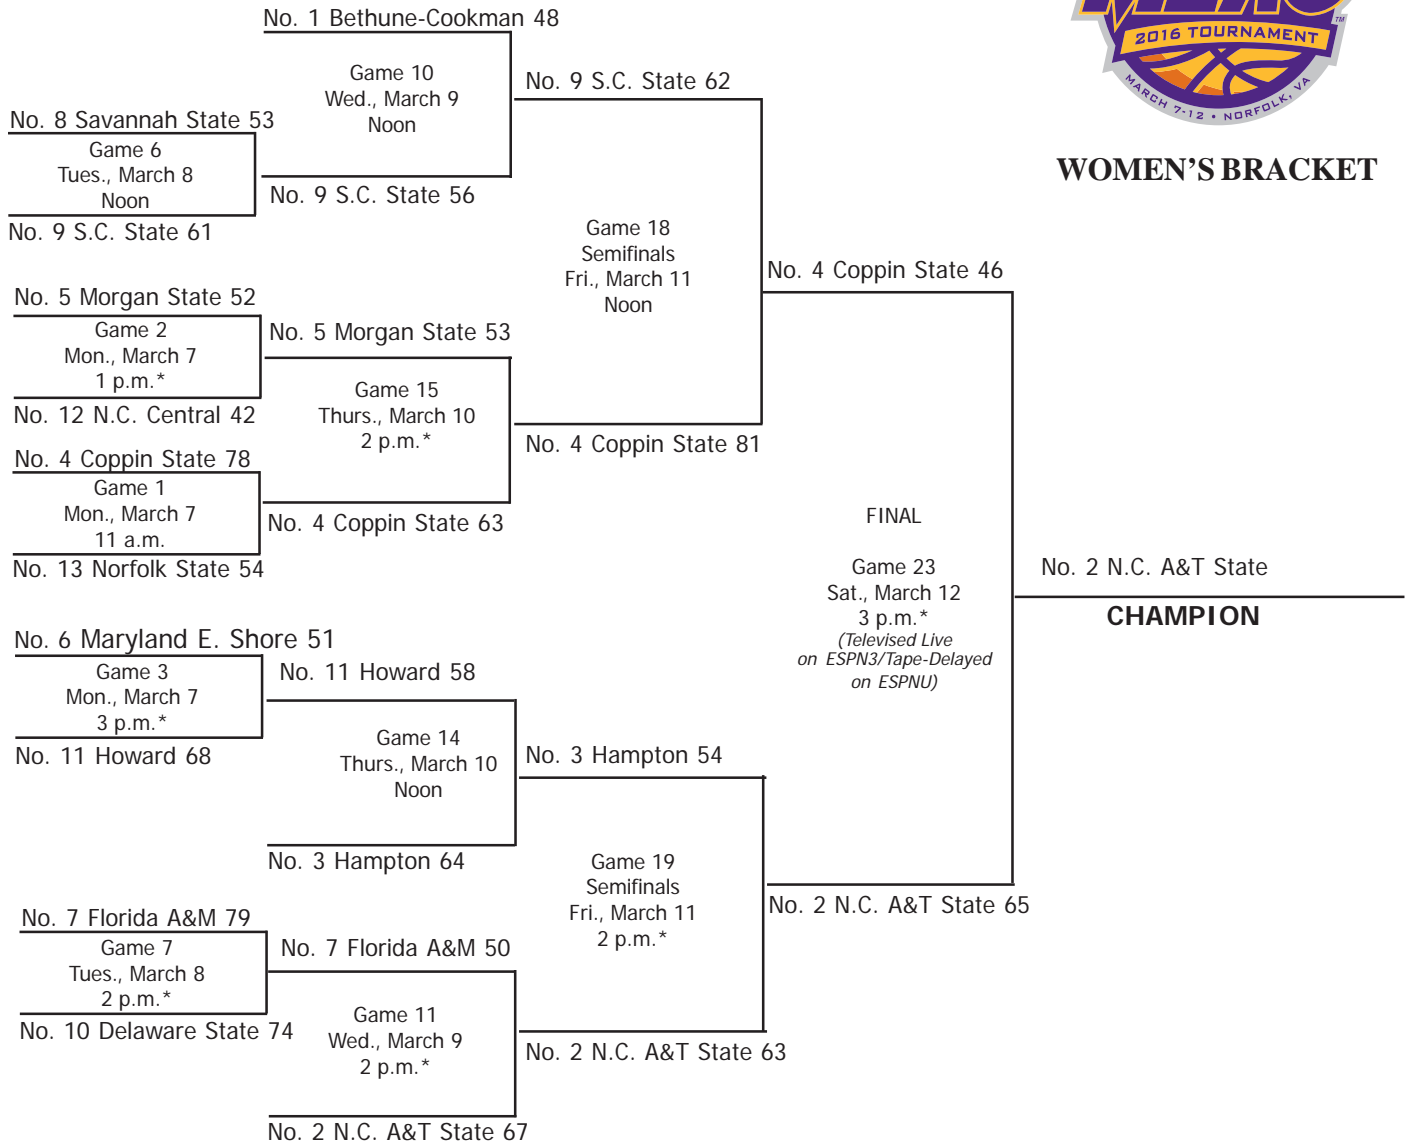 No. 1 Bethune-Cookman 48
Game 10
Wed., March 9
Noon
No. 9 S.C. State 62
2016 TOURNAMENT
MARCH 7-12 • NORFOLK, VA
TM
WOMEN'S BRACKET
No. 8 Savannah State 53
Game 6
Tues., March 8
Noon
No. 9 S.C. State 61
No. 9 S.C. State 56
Game 18
Semifinals
Fri., March 11
Noon
No. 4 Coppin State 46
No. 5 Morgan State 52
Game 2
Mon., March 7
1 p.m.*
No. 12 N.C. Central 42
No. 5 Morgan State 53
Game 15
Thurs., March 10
2 p.m.*
No. 4 Coppin State 81
No. 4 Coppin State 78
Game 1
Mon., March 7
11 a.m.
No. 13 Norfolk State 54
No. 4 Coppin State 63
FINAL
Game 23
Sat., March 12
3 p.m.*
(Televised Live
on ESPN3/Tape-Delayed
on ESPNU)
No. 2 N.C. A&T State
CHAMPION
No. 6 Maryland E. Shore 51
Game 3
Mon., March 7
3 p.m.*
No. 11 Howard 68
No. 11 Howard 58
Game 14
Thurs., March 10
Noon
No. 3 Hampton 64
No. 3 Hampton 54
Game 19
Semifinals
Fri., March 11
2 p.m.*
No. 2 N.C. A&T State 65
No. 7 Florida A&M 79
Game 7
Tues., March 8
2 p.m.*
No. 10 Delaware State 74
No. 7 Florida A&M 50
Game 11
Wed., March 9
2 p.m.*
No. 2 N.C. A&T State 63
No. 2 N.C. A&T State 67